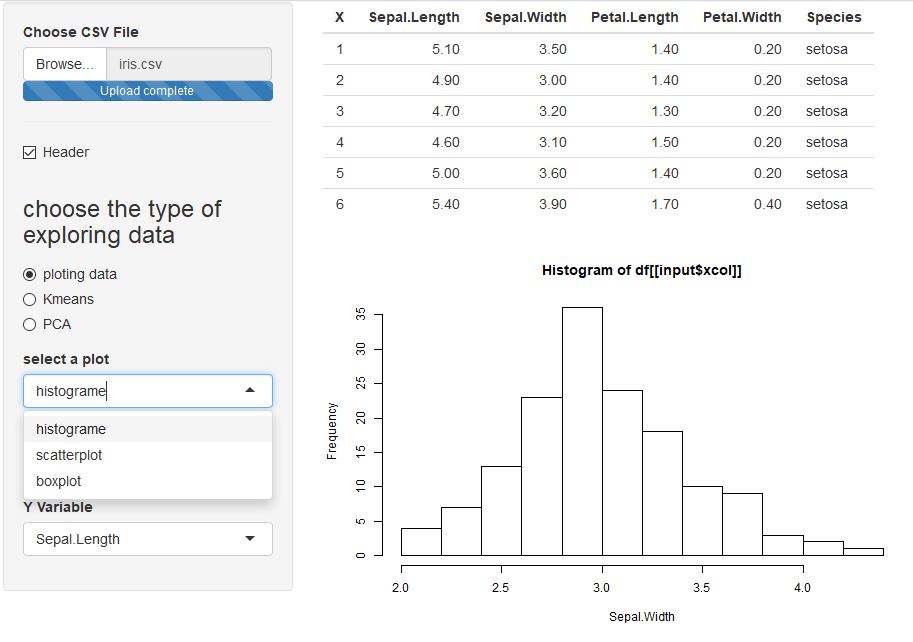 Choose CSV File
Browse... iris.csv
Upload complete
Header
choose the type of
exploring data
ploting data
Kmeans
PCA
select a plot
histograme
histograme
scatterplot
boxplot
Y Variable
Sepal.Length
X Sepal.Length Sepal.Width Petal.Length Petal.Width Species
1 5.10 3.50 1.40 0.20 setosa
2 4.90 3.00 1.40 0.20 setosa
3 4.70 3.20 1.30 0.20 setosa
4 4.60 3.10 1.50 0.20 setosa
5 5.00 3.60 1.40 0.20 setosa
6 5.40 3.90 1.70 0.40 setosa
Histogram of df[[input$xcol]]
Frequency
35
30
25
20
15
10
5
0
2.0 2.5 3.0 3.5 4.0
Sepal.Width